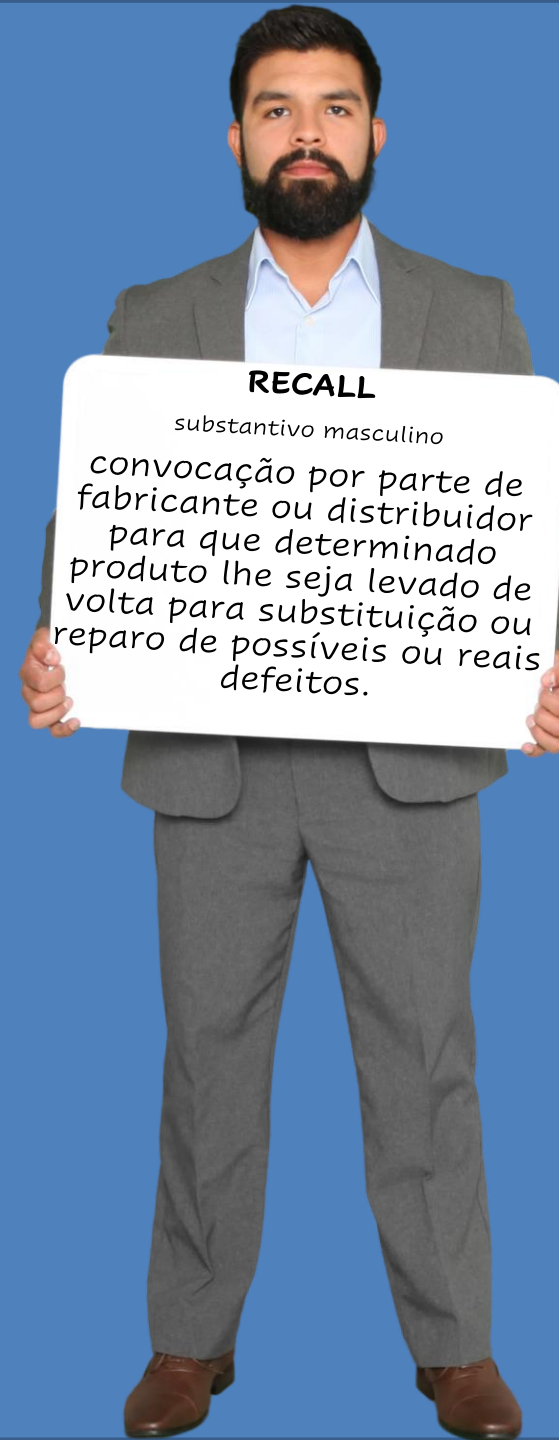 RECALL
substantivo masculino
convocação por parte de
fabricante ou distribuidor
para que determinado
produto lhe seja levado de
volta para substituição ou
reparo de possíveis ou reais
defeitos.